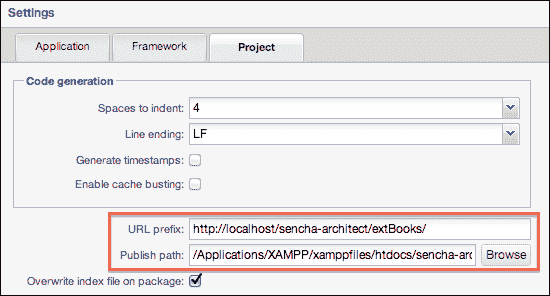 Settings
Application Framework Project
Code generation
Spaces to indent: 4
Line ending: LF
Generate timestamps:
Enable cache busting:
URL prefix: http://localhost/sencha-architect/extBooks/
Publish path: /Applications/XAMPP/xamppfiles/htdocs/sencha-arc Browse
Overwrite index file on package: